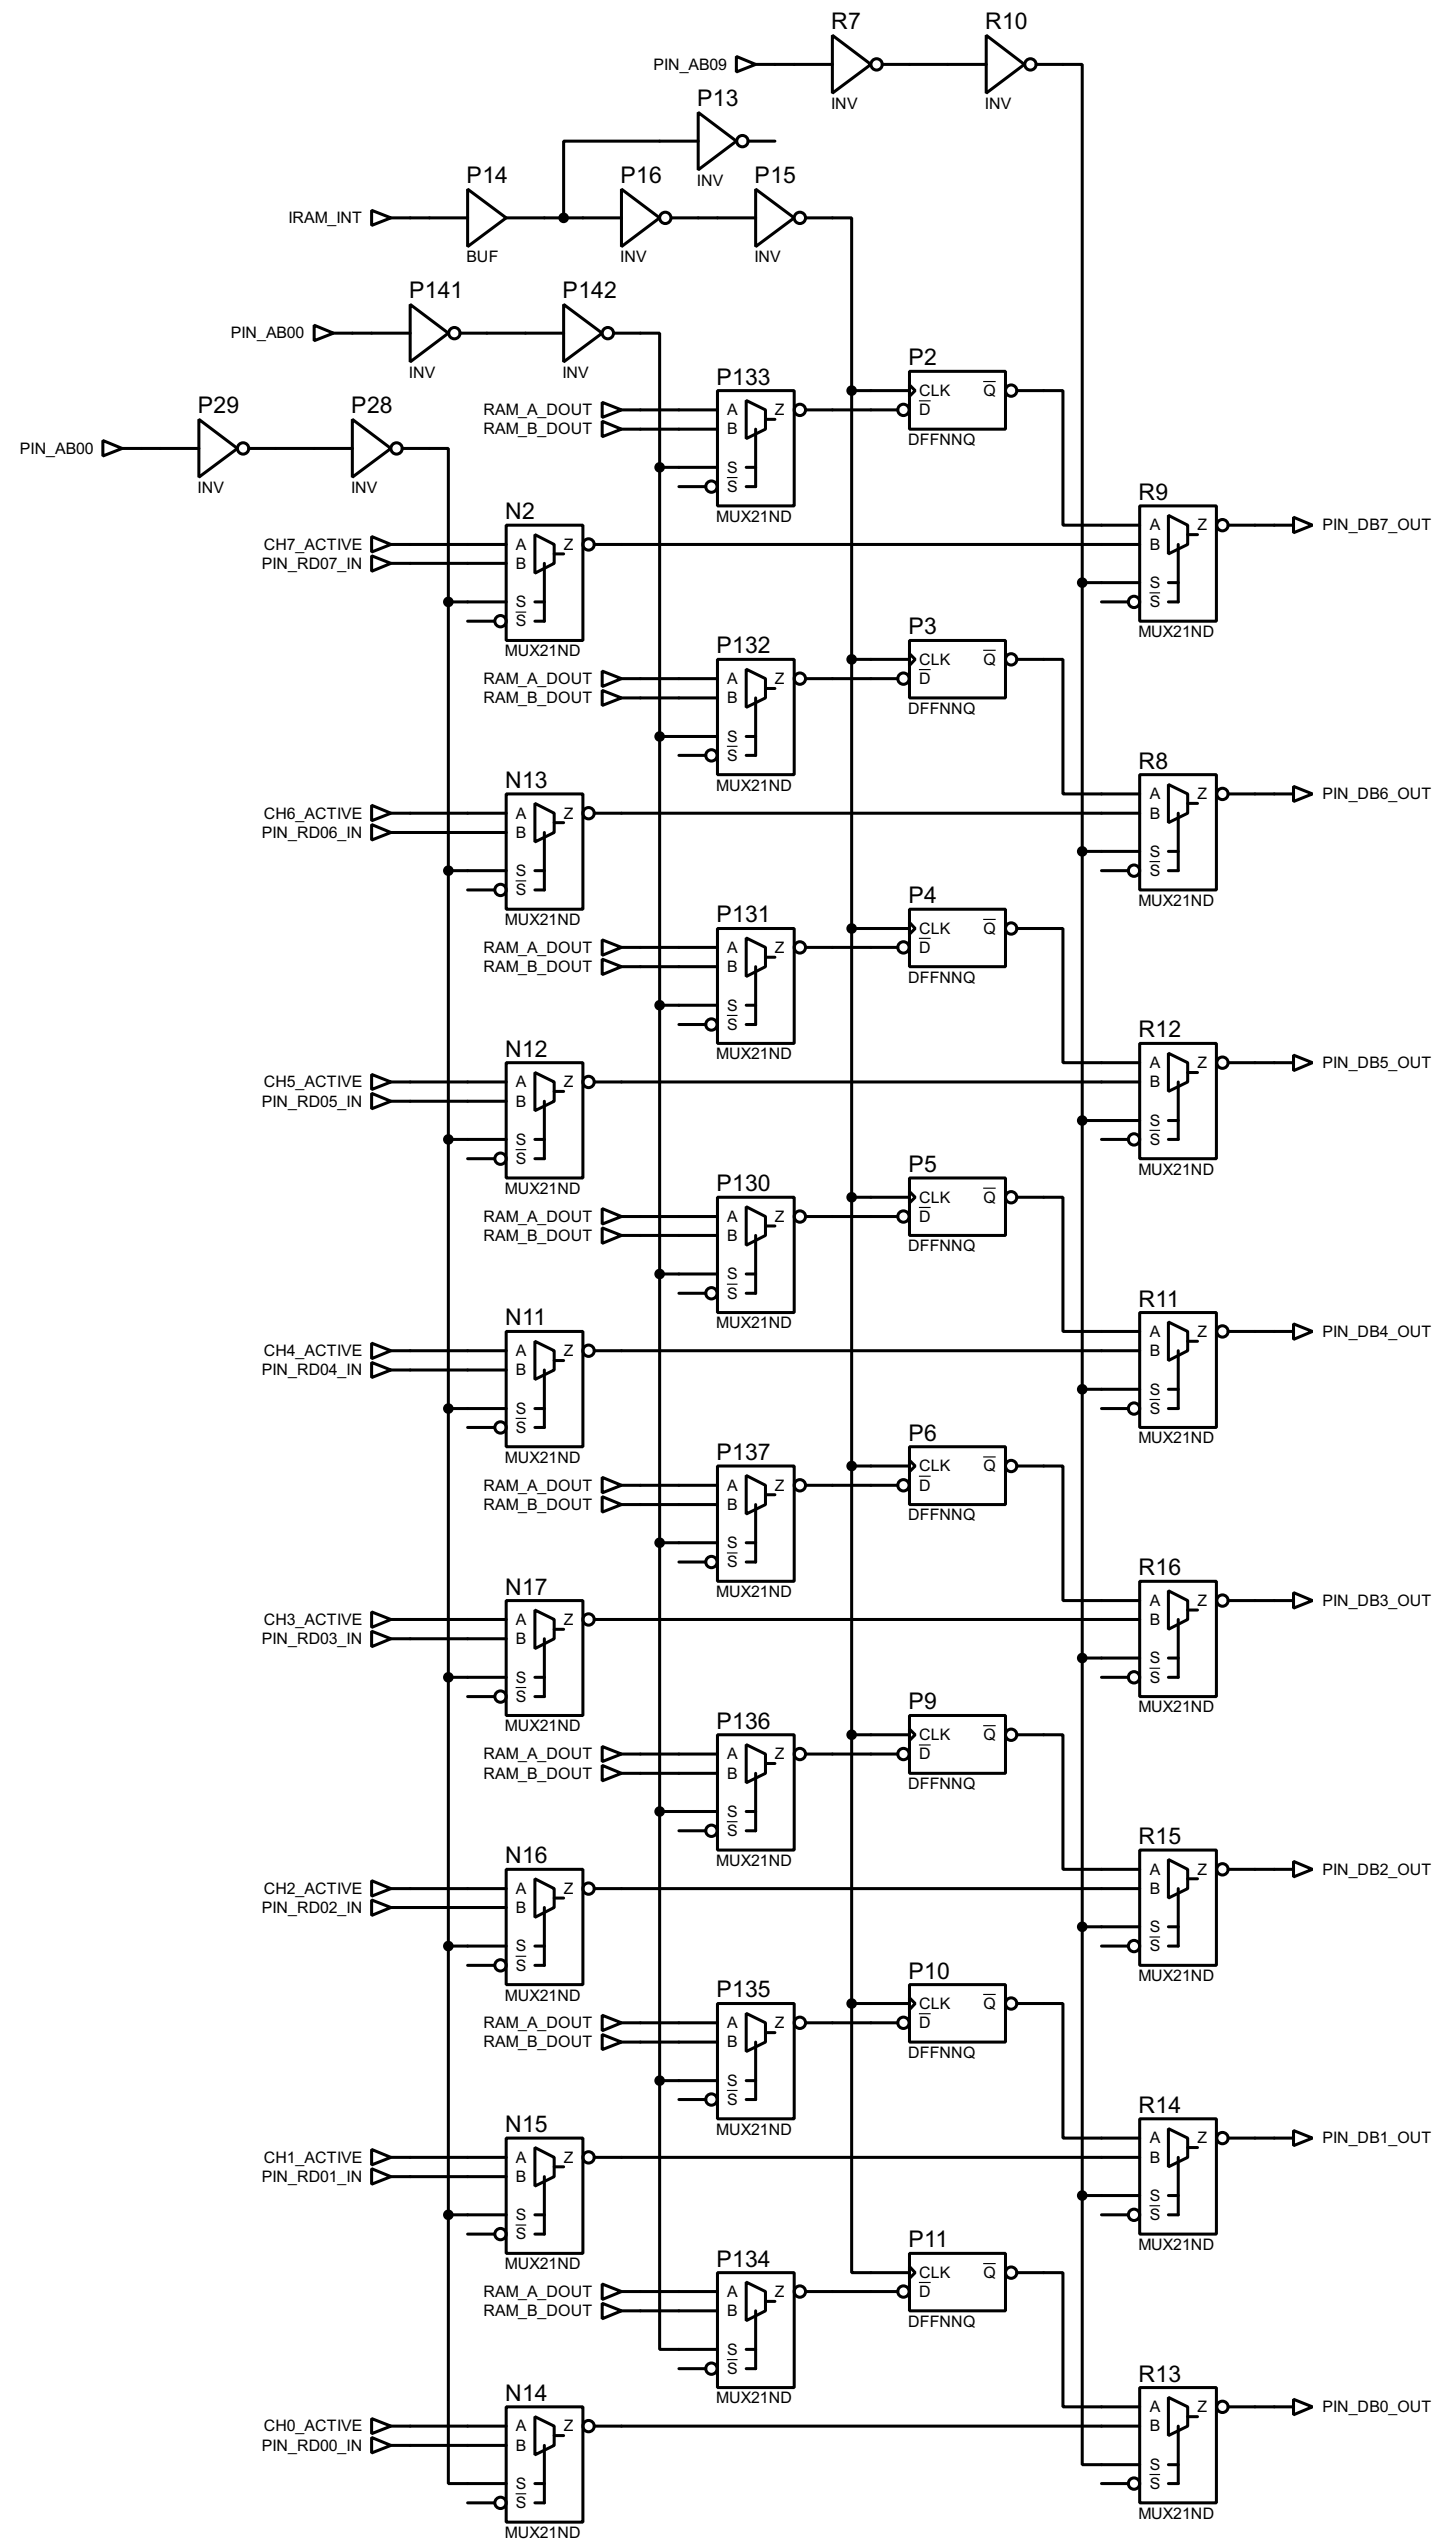 R7
R10
PIN_AB09
INV
INV
P13
INV
P14
P16
P15
IRAM_INT
BUF
INV
INV
P141
P142
PIN_AB00
INV
INV
P29
P28
PIN_AB00
INV
INV
P133
RAM_A_DOUT
RAM_B_DOUT
A
B
Z
S
S̅
MUX21ND
P2
CLK
Q̅
D̅
DFFNNQ
N2
CH7_ACTIVE
PIN_RD07_IN
A
B
Z
S
S̅
MUX21ND
R9
A
B
Z
S
S̅
MUX21ND
PIN_DB7_OUT
P132
RAM_A_DOUT
RAM_B_DOUT
A
B
Z
S
S̅
MUX21ND
P3
CLK
Q̅
D̅
DFFNNQ
N13
CH6_ACTIVE
PIN_RD06_IN
A
B
Z
S
S̅
MUX21ND
R8
A
B
Z
S
S̅
MUX21ND
PIN_DB6_OUT
P131
RAM_A_DOUT
RAM_B_DOUT
A
B
Z
S
S̅
MUX21ND
P4
CLK
Q̅
D̅
DFFNNQ
N12
CH5_ACTIVE
PIN_RD05_IN
A
B
Z
S
S̅
MUX21ND
R12
A
B
Z
S
S̅
MUX21ND
PIN_DB5_OUT
P130
RAM_A_DOUT
RAM_B_DOUT
A
B
Z
S
S̅
MUX21ND
P5
CLK
Q̅
D̅
DFFNNQ
N11
CH4_ACTIVE
PIN_RD04_IN
A
B
Z
S
S̅
MUX21ND
R11
A
B
Z
S
S̅
MUX21ND
PIN_DB4_OUT
P137
RAM_A_DOUT
RAM_B_DOUT
A
B
Z
S
S̅
MUX21ND
P6
CLK
Q̅
D̅
DFFNNQ
N17
CH3_ACTIVE
PIN_RD03_IN
A
B
Z
S
S̅
MUX21ND
R16
A
B
Z
S
S̅
MUX21ND
PIN_DB3_OUT
P136
RAM_A_DOUT
RAM_B_DOUT
A
B
Z
S
S̅
MUX21ND
P9
CLK
Q̅
D̅
DFFNNQ
N16
CH2_ACTIVE
PIN_RD02_IN
A
B
Z
S
S̅
MUX21ND
R15
A
B
Z
S
S̅
MUX21ND
PIN_DB2_OUT
P135
RAM_A_DOUT
RAM_B_DOUT
A
B
Z
S
S̅
MUX21ND
P10
CLK
Q̅
D̅
DFFNNQ
N15
CH1_ACTIVE
PIN_RD01_IN
A
B
Z
S
S̅
MUX21ND
R14
A
B
Z
S
S̅
MUX21ND
PIN_DB1_OUT
P134
RAM_A_DOUT
RAM_B_DOUT
A
B
Z
S
S̅
MUX21ND
P11
CLK
Q̅
D̅
DFFNNQ
N14
CH0_ACTIVE
PIN_RD00_IN
A
B
Z
S
S̅
MUX21ND
R13
A
B
Z
S
S̅
MUX21ND
PIN_DB0_OUT